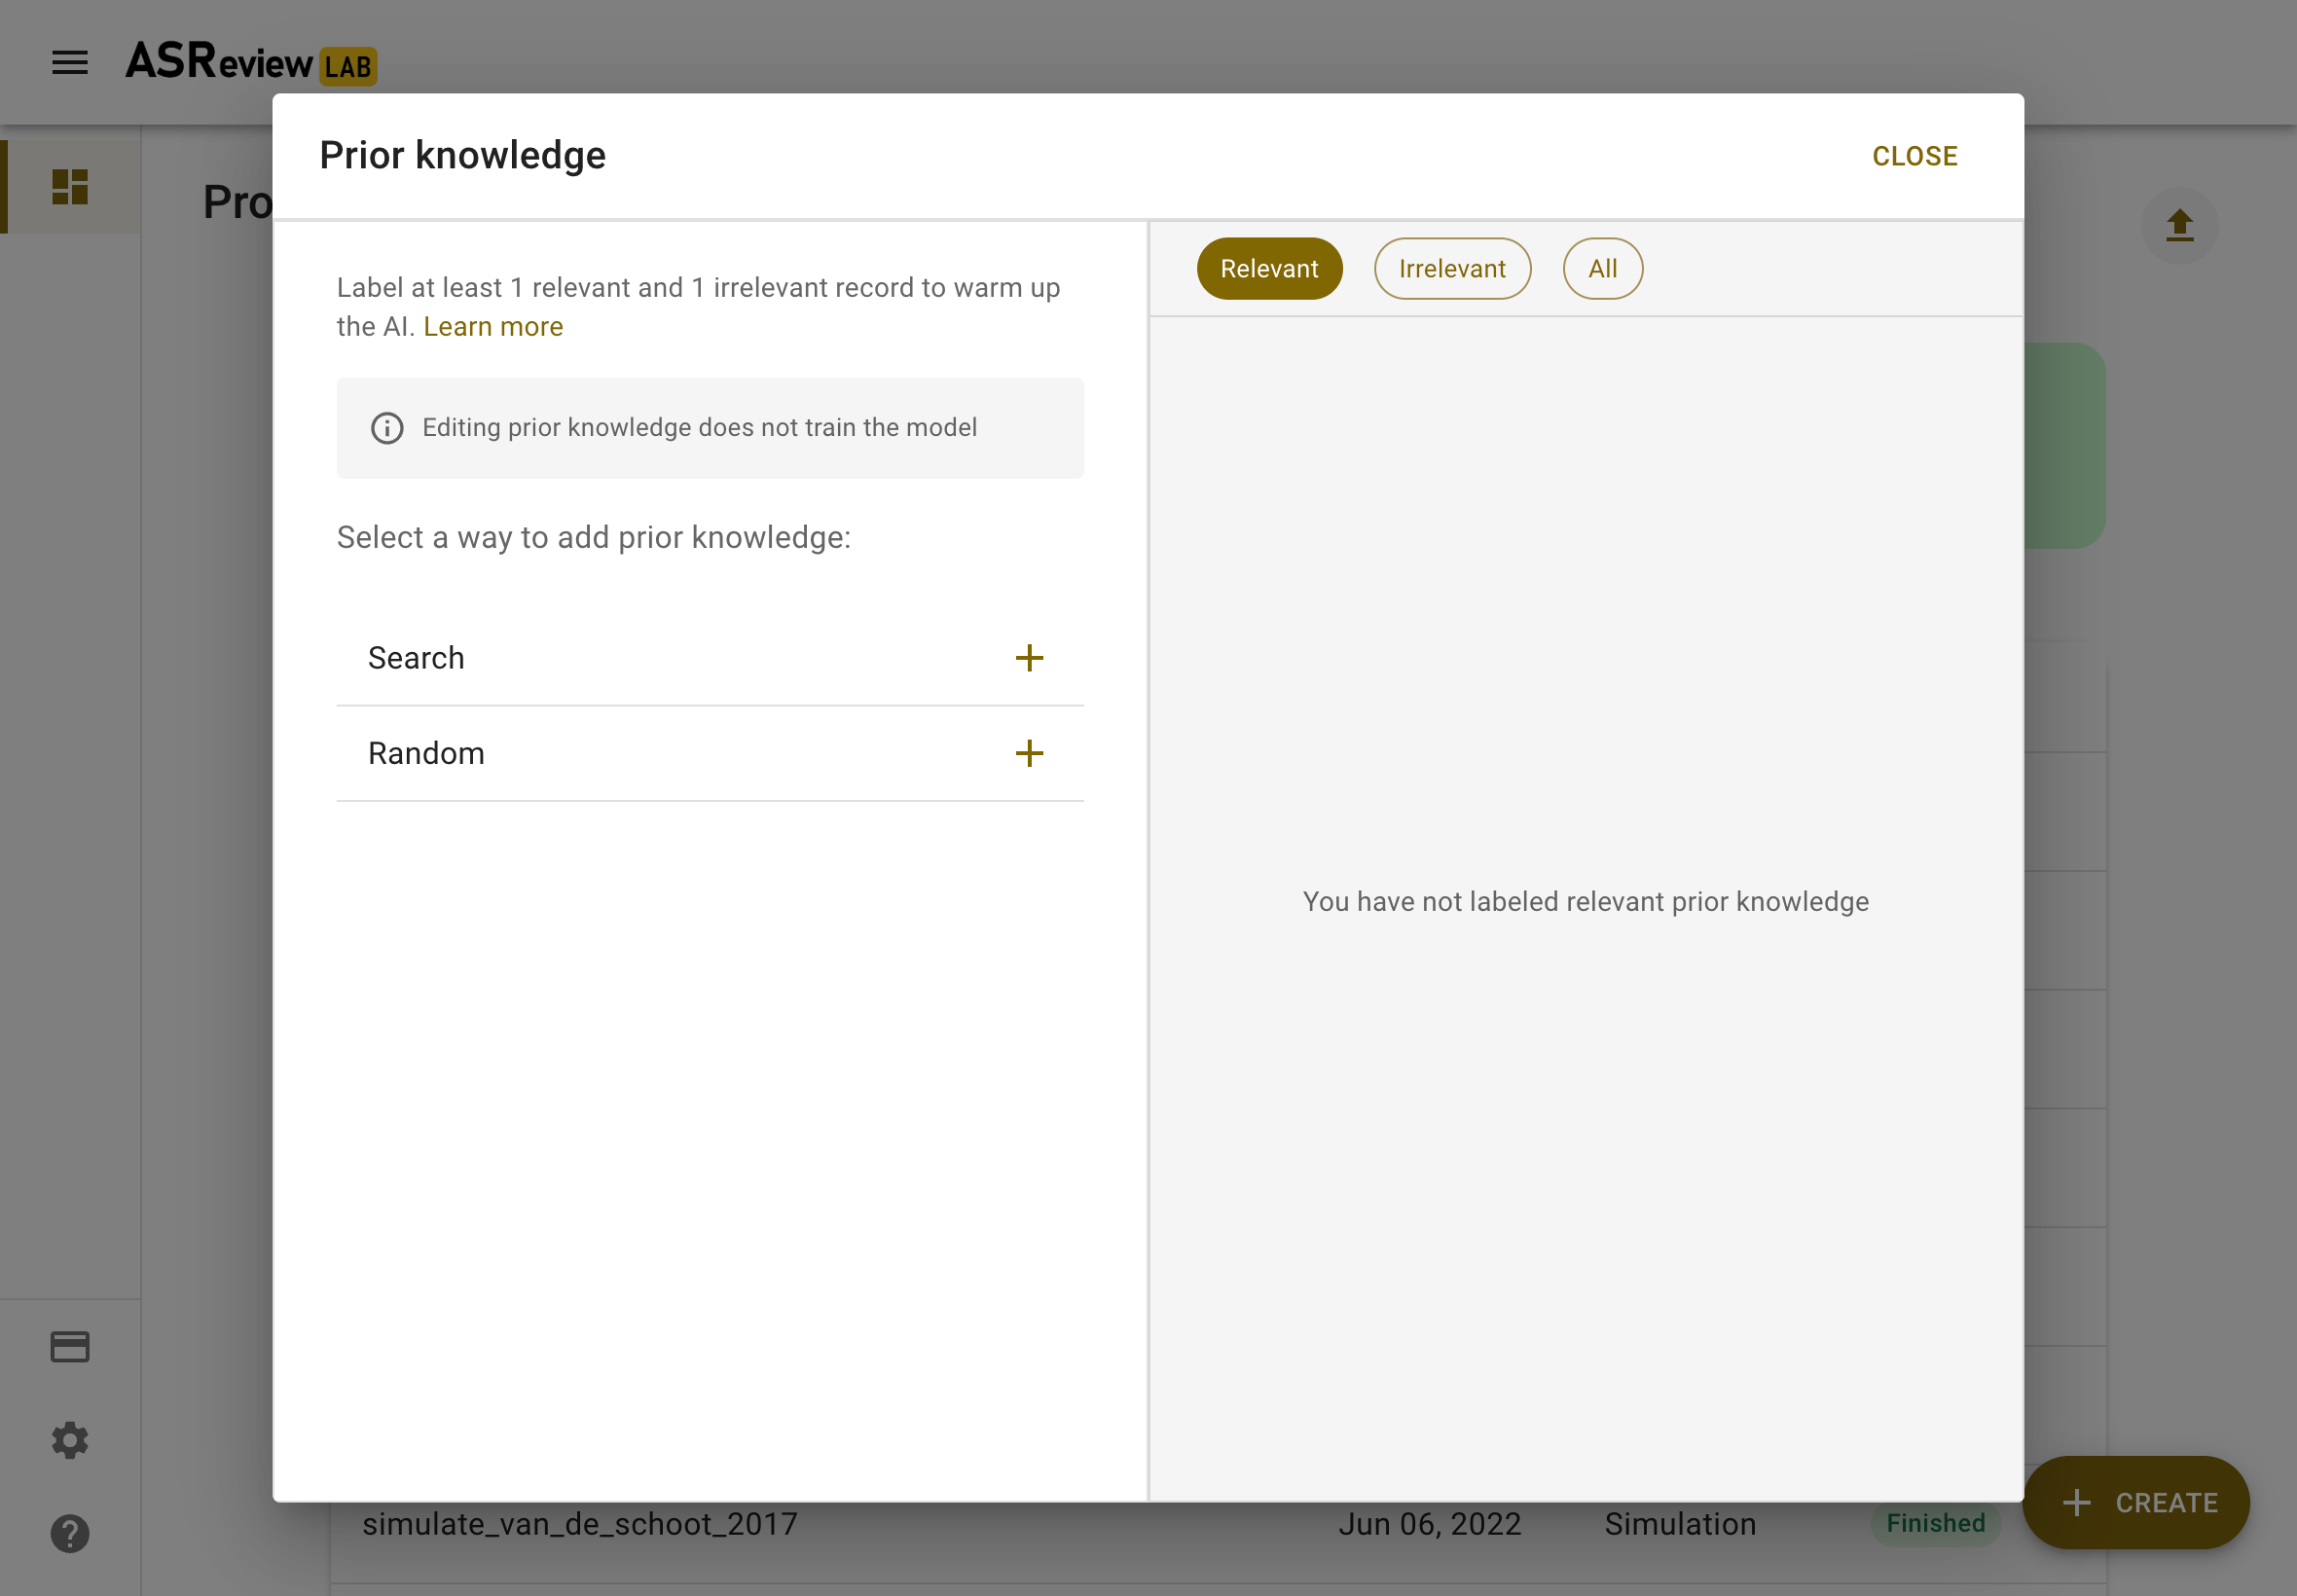 ASReview LAB
Pro
Prior knowledge
CLOSE
Label at least 1 relevant and 1 irrelevant record to warm up
the AI. Learn more
Editing prior knowledge does not train the model
Select a way to add prior knowledge:
Search
Random
Relevant
Irrelevant
All
You have not labeled relevant prior knowledge
simulate_van_de_schoot_2017
Jun 06, 2022
Simulation
Finished
CREATE